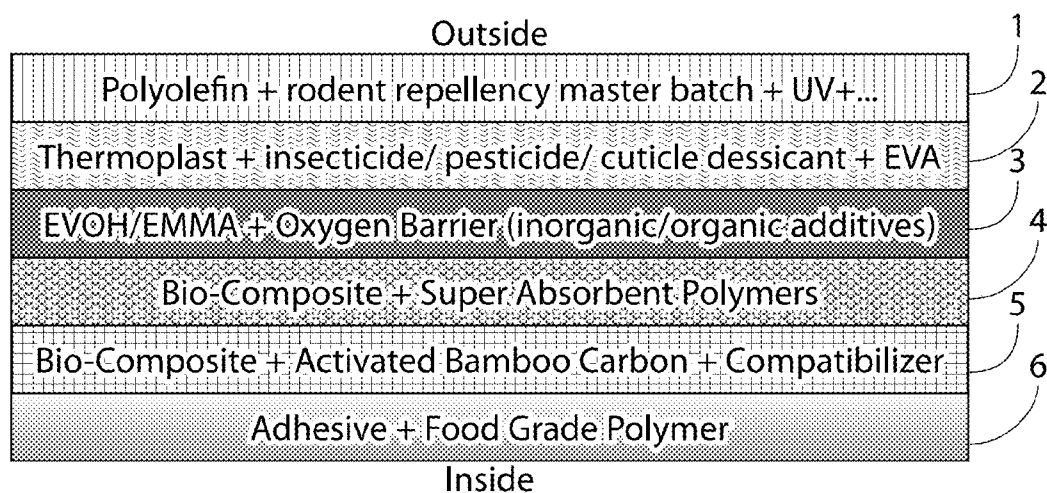 Outside
1
Polyolefin + rodent repellency master batch + UV+...
2
Thermoplast + insecticide/ pesticide/ cuticle dessicant + EVA
3
EVOH/EMMA + Oxygen Barrier (inorganic/organic additives)
4
Bio-Composite + Super Absorbent Polymers
5
Bio-Composite + Activated Bamboo Carbon + Compatibilizer
6
Adhesive + Food Grade Polymer
Inside